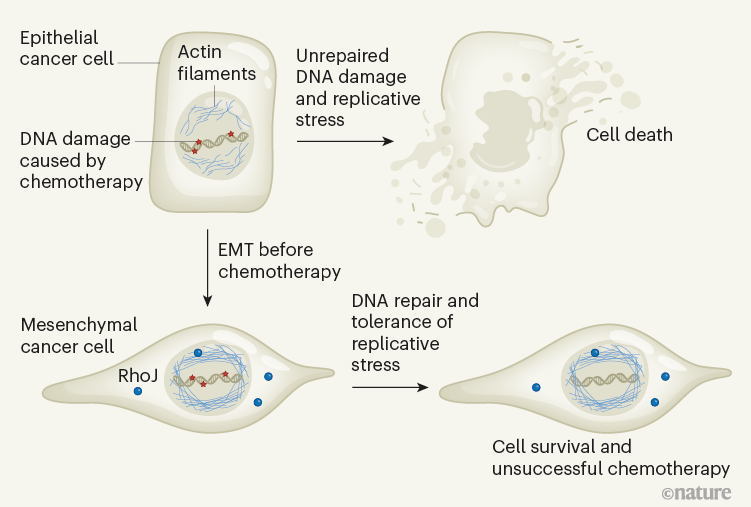 Epithelial
cancer cell
Actin
filaments
Unrepaired
DNA damage
and replicative
stress
DNA damage
caused by
chemotherapy
Cell death
EMT before
chemotherapy
Mesenchymal
cancer cell
RhoJ
DNA repair and
tolerance of
replicative
stress
Cell survival and
unsuccessful chemotherapy
©nature